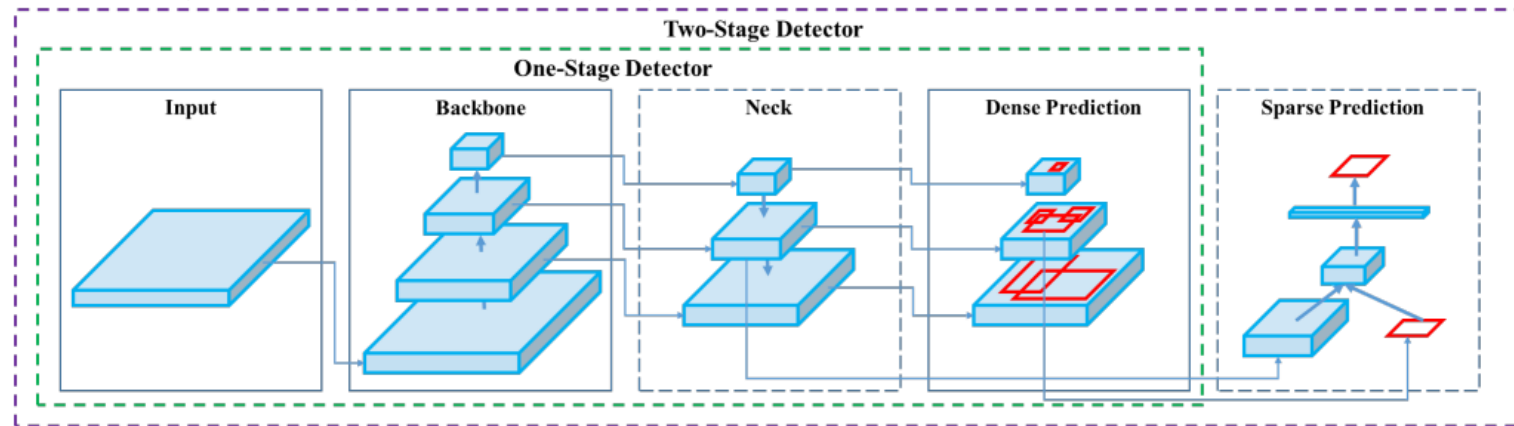 Two-Stage Detector
One-Stage Detector
Input
Backbone
Neck
Dense Prediction
Sparse Prediction